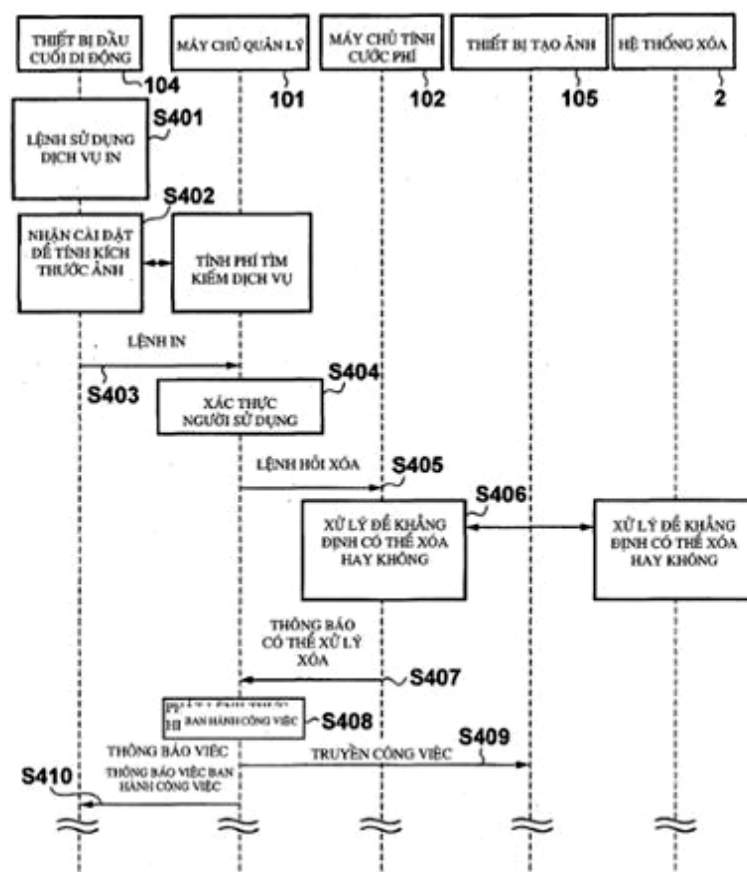 THIẾT BỊ ĐẦU
CUỐI DI ĐỘNG
MÁY CHỦ QUẢN LÝ
MÁY CHỦ TÍNH
CƯỚC PHÍ
THIẾT BỊ TẠO ẢNH
HỆ THỐNG XÓA
104
101
102
105
2
S401
LỆNH SỬ DỤNG
DỊCH VỤ IN
S402
NHẬN CÀI ĐẶT
ĐỂ TÍNH KÍCH
THƯỚC ẢNH
TÍNH PHÍ TÌM
KIẾM DỊCH VỤ
LỆNH IN
S403
S404
XÁC THỰC
NGƯỜI SỬ DỤNG
LỆNH HỎI XÓA
S405
S406
XỬ LÝ ĐỂ KHẲNG
ĐỊNH CÓ THỂ XÓA
HAY KHÔNG
XỬ LÝ ĐỂ KHẲNG
ĐỊNH CÓ THỂ XÓA
HAY KHÔNG
THÔNG BÁO
CÓ THỂ XỬ LÝ
XÓA
S407
BAN HÀNH CÔNG VIỆC
S408
THÔNG BÁO VIỆC
TRUYỀN CÔNG VIỆC
S409
S410
THÔNG BÁO VIỆC BAN
HÀNH CÔNG VIỆC